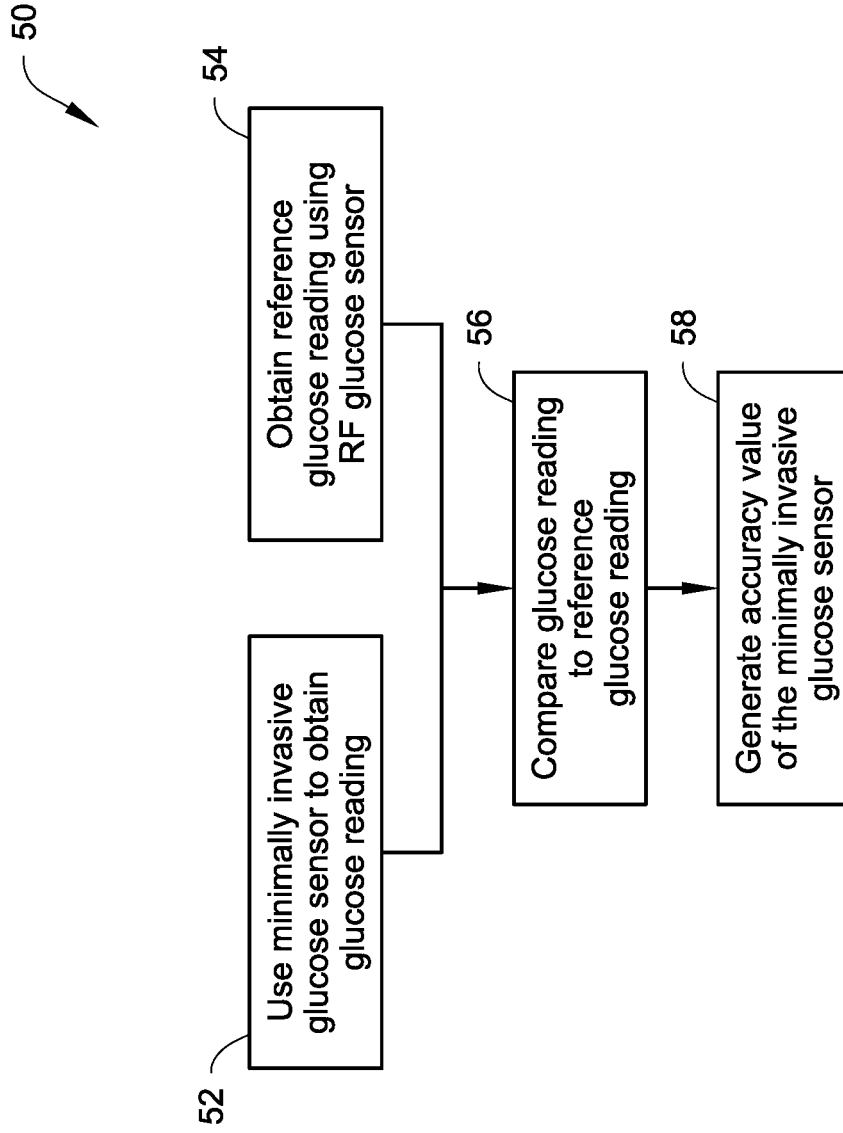 50
52
Use minimally invasive
glucose sensor to obtain
glucose reading
54
Obtain reference
glucose reading using
RF glucose sensor
56
Compare glucose reading
to reference
glucose reading
58
Generate accuracy value
of the minimally invasive
glucose sensor